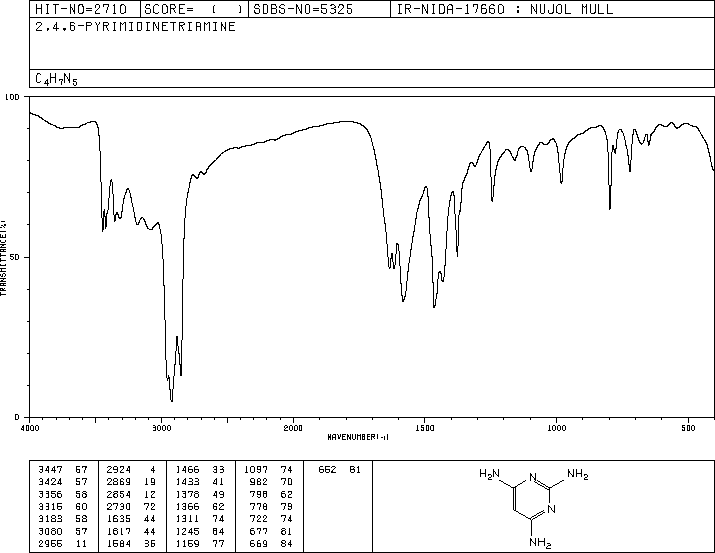 HIT-NO=2710 SCORE= ( ) SDBS-NO=5325 IR-NIDA-17660 : NUJOL MULL
2,4,6-PYRIMIDINETRIAMINE
C4H7N5
100
50
0
TRANSMITTANCE(%)
4000 3000 2000 1500 1000 500
WAVENUMBER(-1)
3447 57 2924 4 1466 33 1097 74 652 81
3424 57 2869 19 1433 41 982 70
3356 58 2854 12 1378 49 798 62
3315 60 2730 72 1366 62 778 79
3183 58 1635 44 1311 74 722 74
3080 57 1617 44 1245 64 677 81
2955 11 1584 35 1159 77 669 84
H2N N NH2
N
NH2